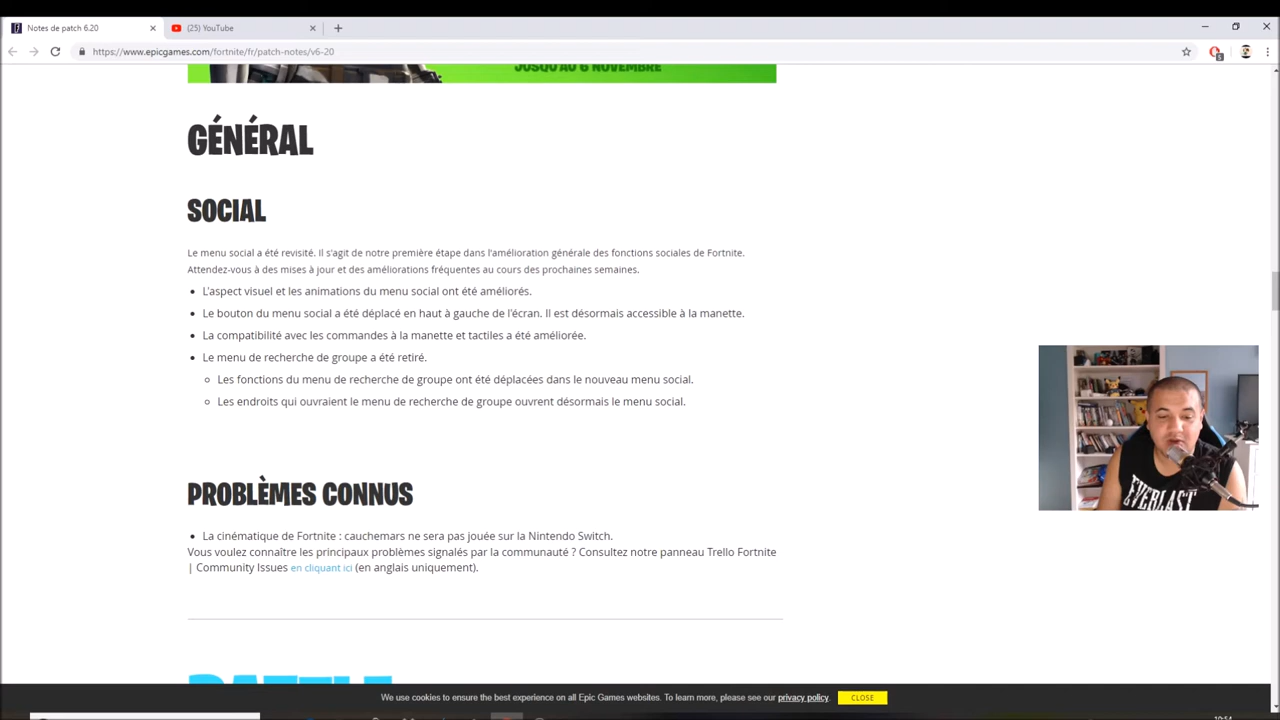 Notes de patch 6.20
(25) YouTube
https://www.epicgames.com/fortnite/fr/patch-notes/v6-20
JUSQU'AU 6 NOVEMBRE
GÉNÉRAL
SOCIAL
Le menu social a été revisité. Il s'agit de notre première étape dans l'amélioration générale des fonctions sociales de Fortnite.
Attendez-vous à des mises à jour et des améliorations fréquentes au cours des prochaines semaines.
L'aspect visuel et les animations du menu social ont été améliorés.
Le bouton du menu social a été déplacé en haut à gauche de l'écran. Il est désormais accessible à la manette.
La compatibilité avec les commandes à la manette et tactiles a été améliorée.
Le menu de recherche de groupe a été retiré.
Les fonctions du menu de recherche de groupe ont été déplacées dans le nouveau menu social.
Les endroits qui ouvraient le menu de recherche de groupe ouvrent désormais le menu social.
EVERLAST
PROBLÈMES CONNUS
La cinématique de Fortnite : cauchemars ne sera pas jouée sur la Nintendo Switch.
Vous voulez connaître les principaux problèmes signalés par la communauté ? Consultez notre panneau Trello Fortnite
| Community Issues en cliquant ici (en anglais uniquement).
BATTLE
We use cookies to ensure the best experience on all Epic Games websites. To learn more, please see our privacy policy. CLOSE